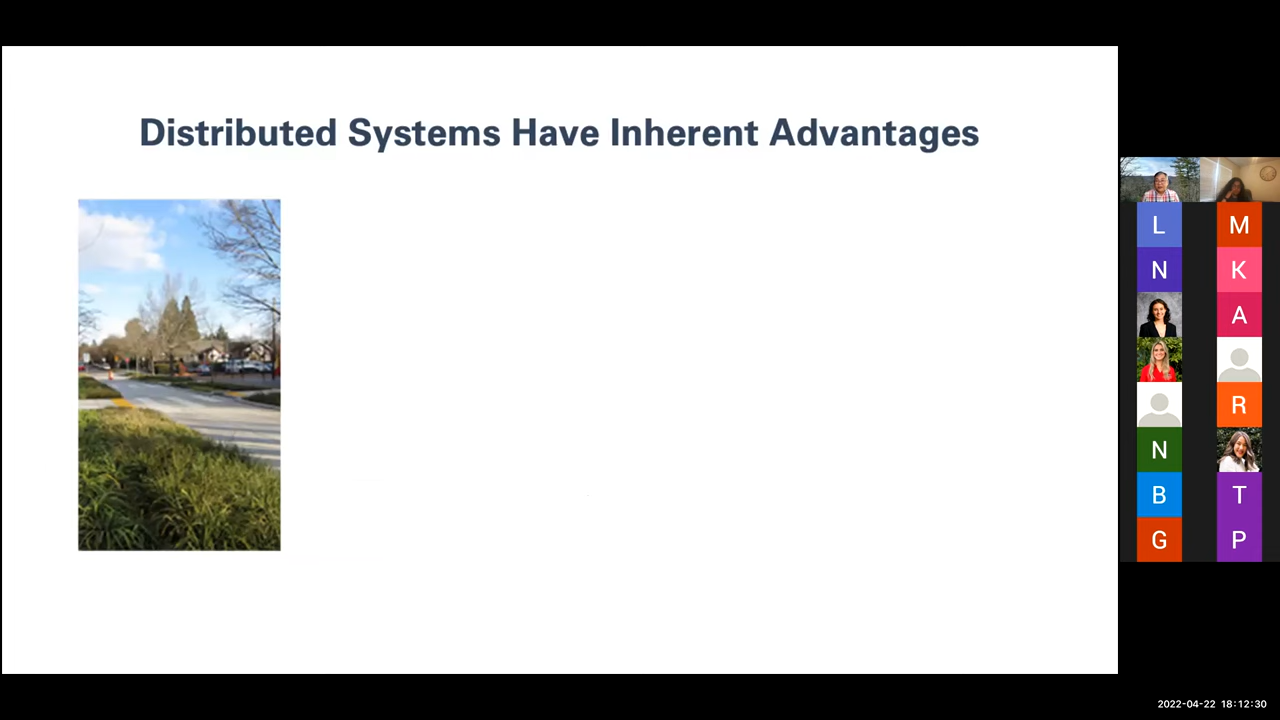 Distributed Systems Have Inherent Advantages
L
M
N
K
A
R
N
B
T
G
P
2022-04-22 18:12:30